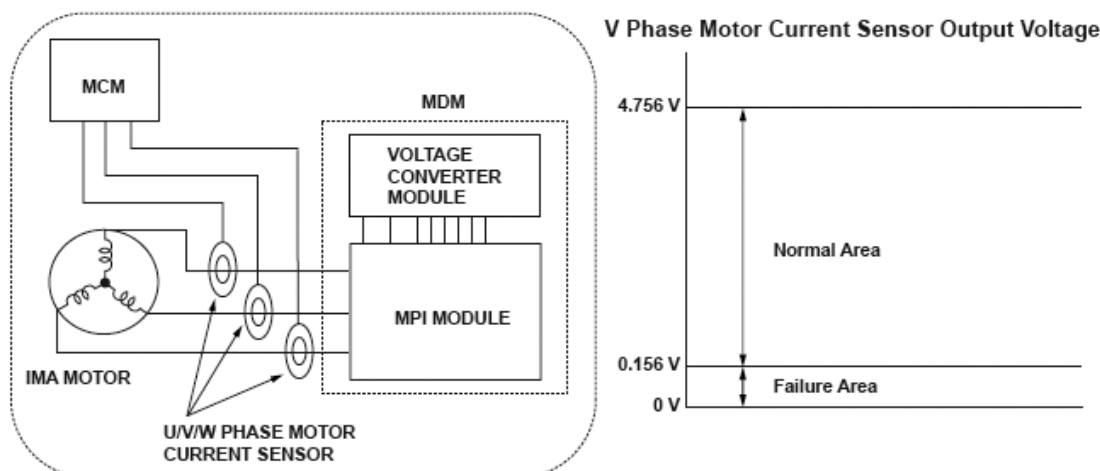 V Phase Motor Current Sensor Output Voltage
MCM
MDM
VOLTAGE
CONVERTER
MODULE
MPI MODULE
IMA MOTOR
U/V/W PHASE MOTOR
CURRENT SENSOR
4.756 V
Normal Area
0.156 V
Failure Area
0 V